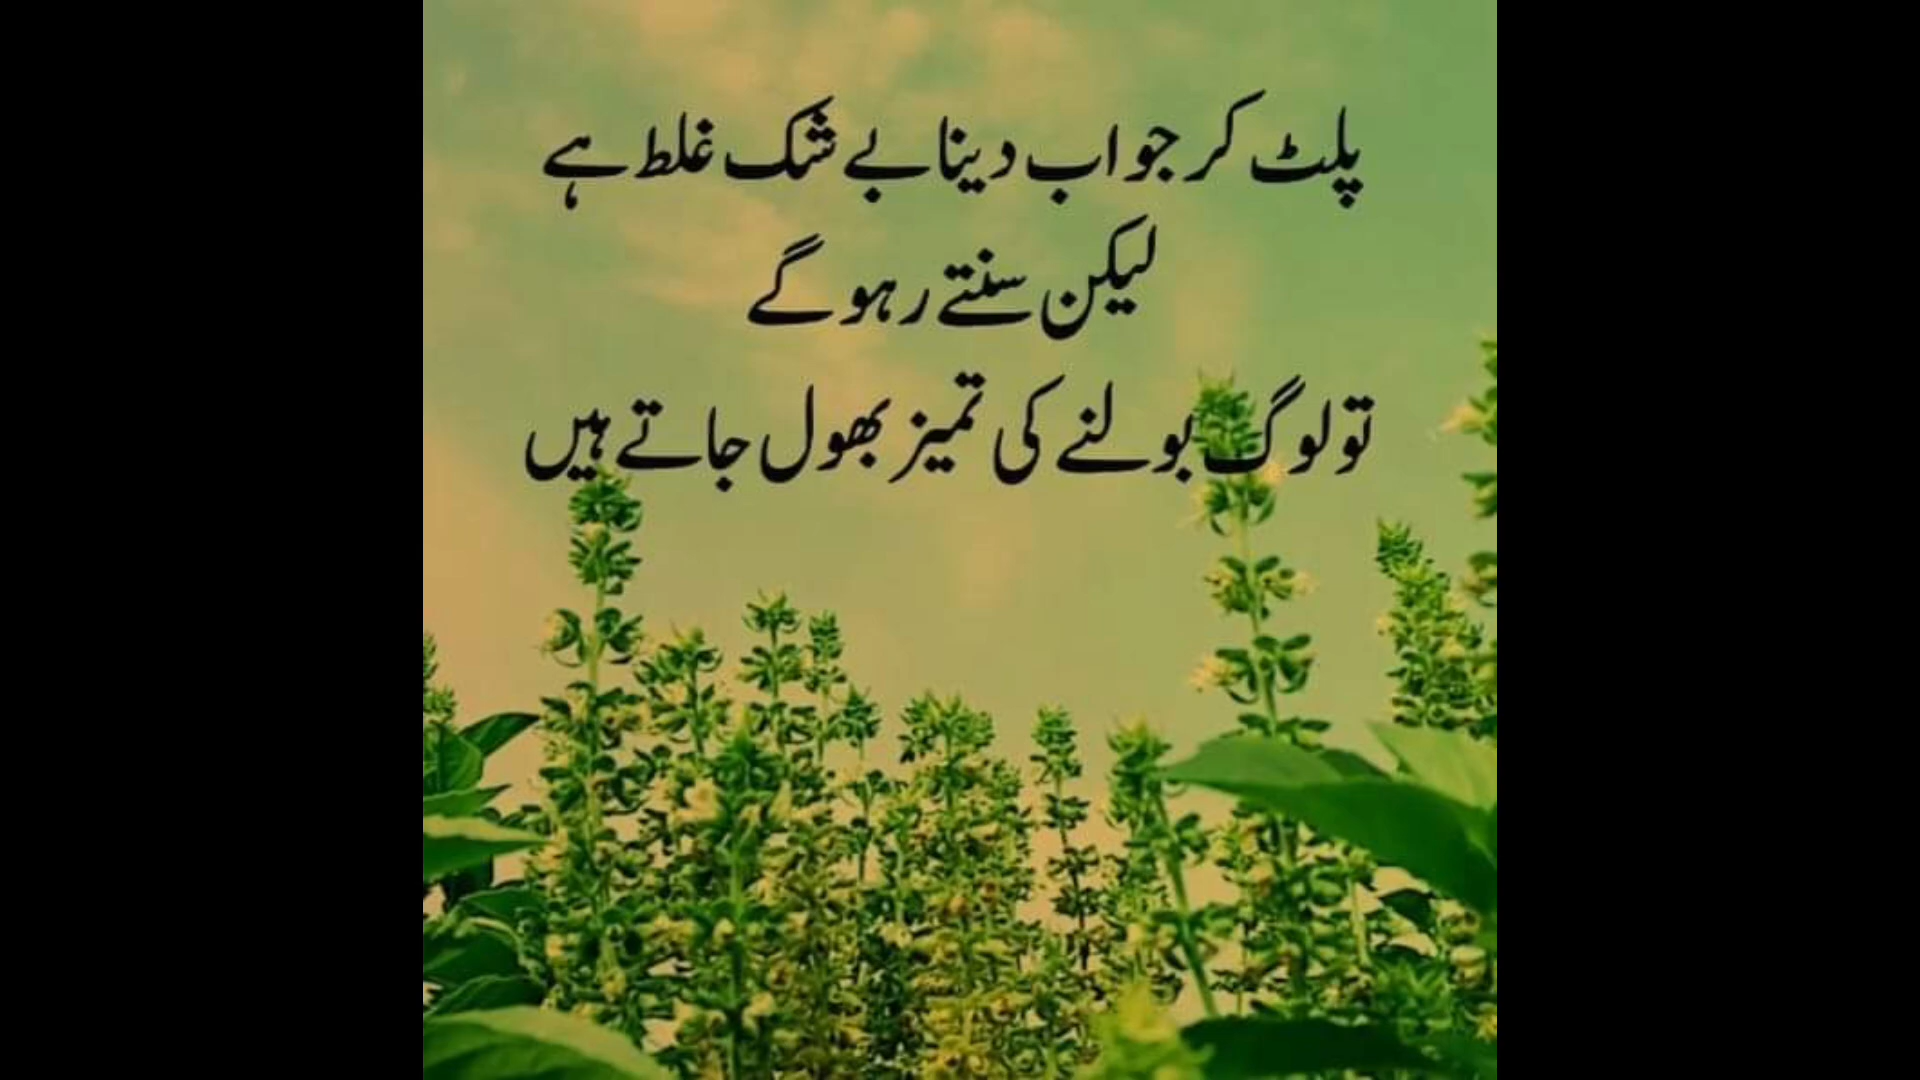 پلٹ کر جواب دینا بے شک غلط ہے
لیکن سنتے رہو گے
تو لوگ بولنے کی تمیز بھول جاتے ہیں